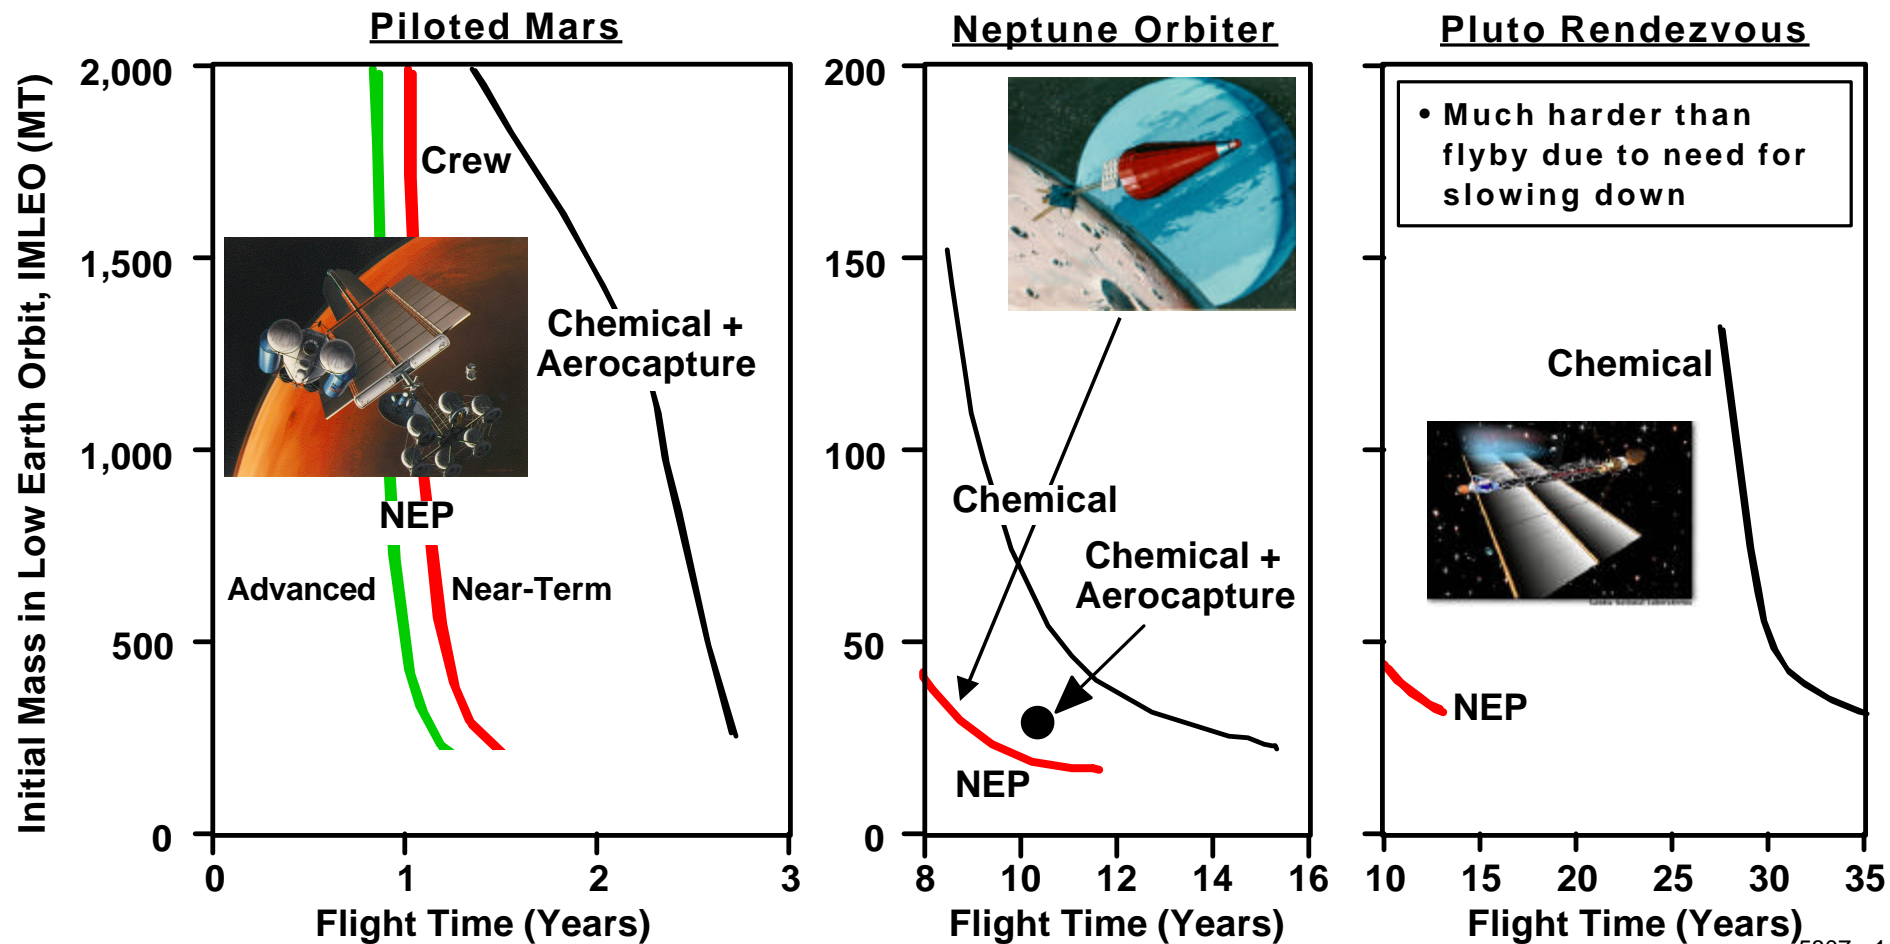 Piloted Mars
Neptune Orbiter
Pluto Rendezvous
Initial Mass in Low Earth Orbit, IMLEO (MT)
2,000
1,500
1,000
500
0
Crew
Chemical +
Aerocapture
NEP
Advanced
Near-Term
0
1
2
3
Flight Time (Years)
200
150
100
50
0
Chemical
Chemical +
Aerocapture
NEP
8
10
12
14
16
Flight Time (Years)
• Much harder than
flyby due to need for
slowing down
Chemical
NEP
10
15
20
25
30
35
Flight Time (Years)